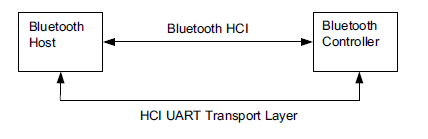 Bluetooth
Host
Bluetooth HCI
Bluetooth
Controller
HCI UART Transport Layer